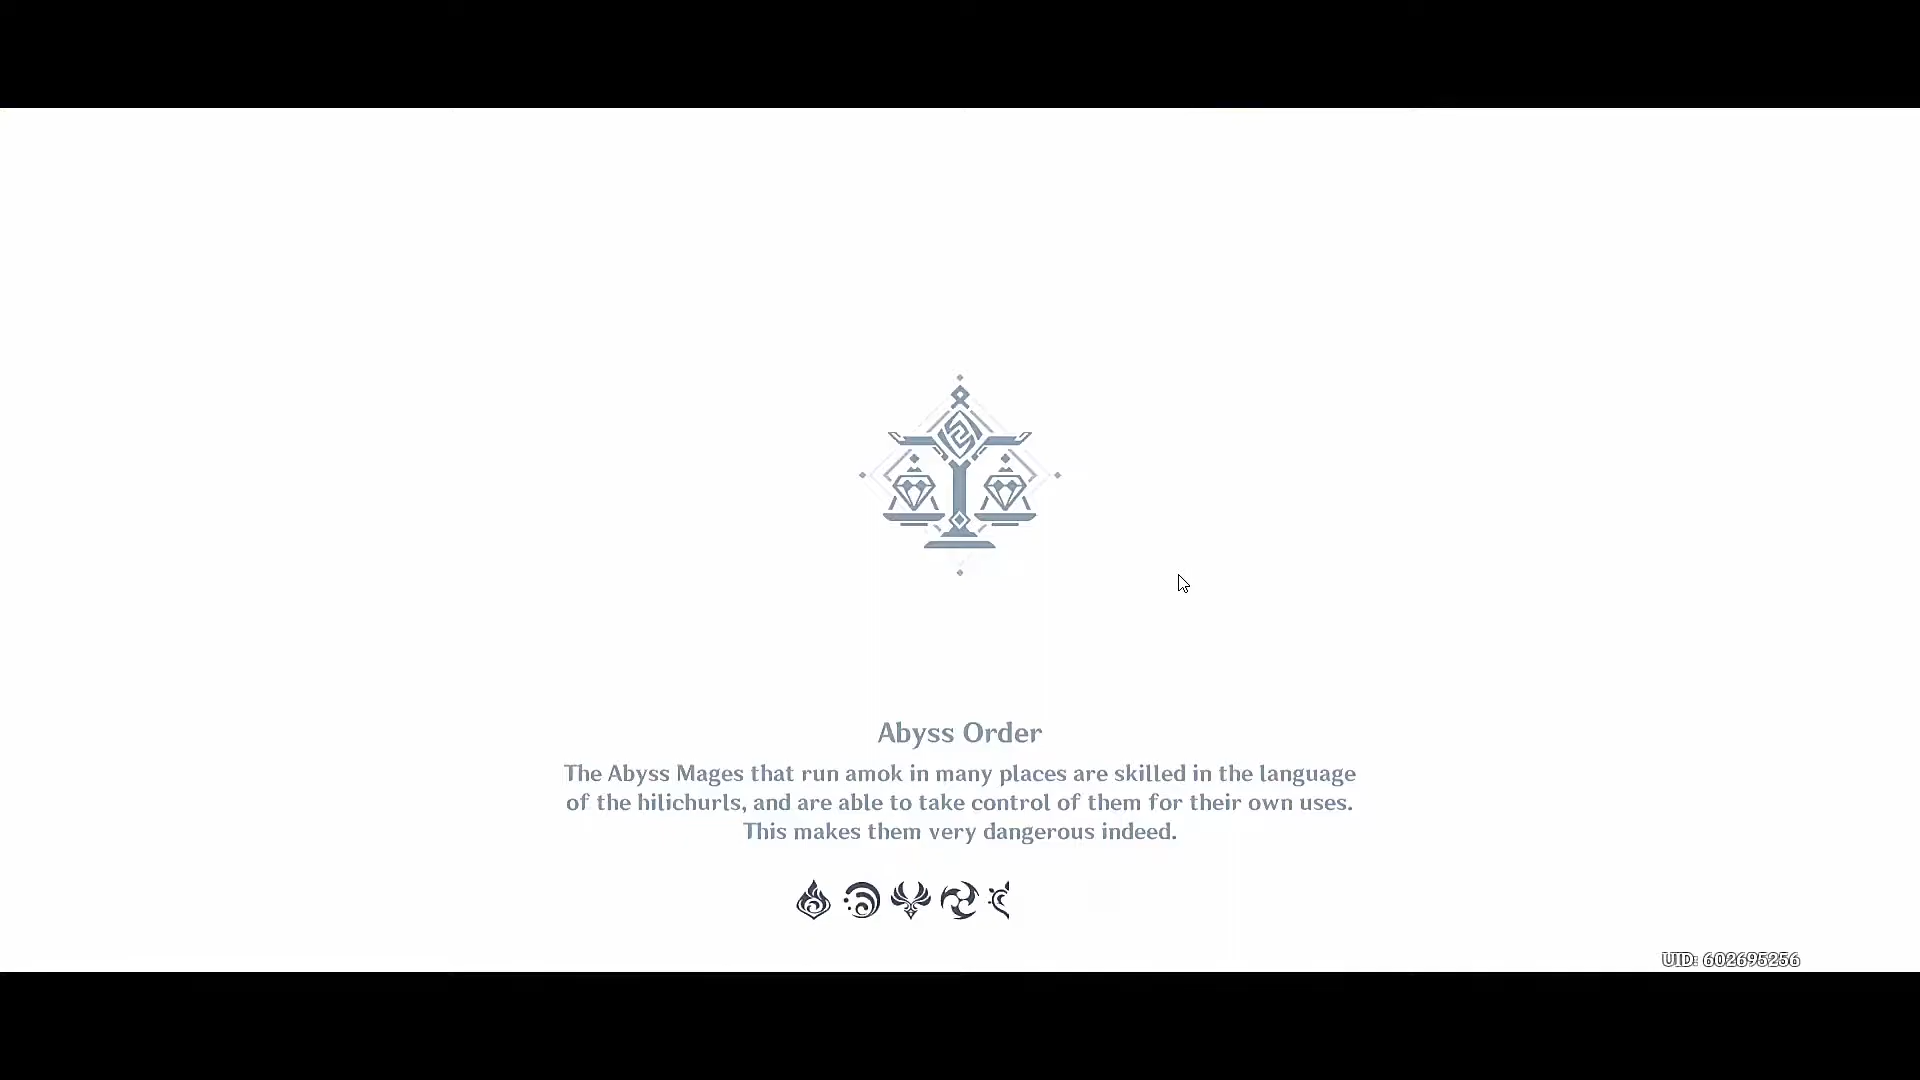 Abyss Order
The Abyss Mages that run amok in many places are skilled in the language
of the hilichurls, and are able to take control of them for their own uses.
This makes them very dangerous indeed.
UID: 602695256